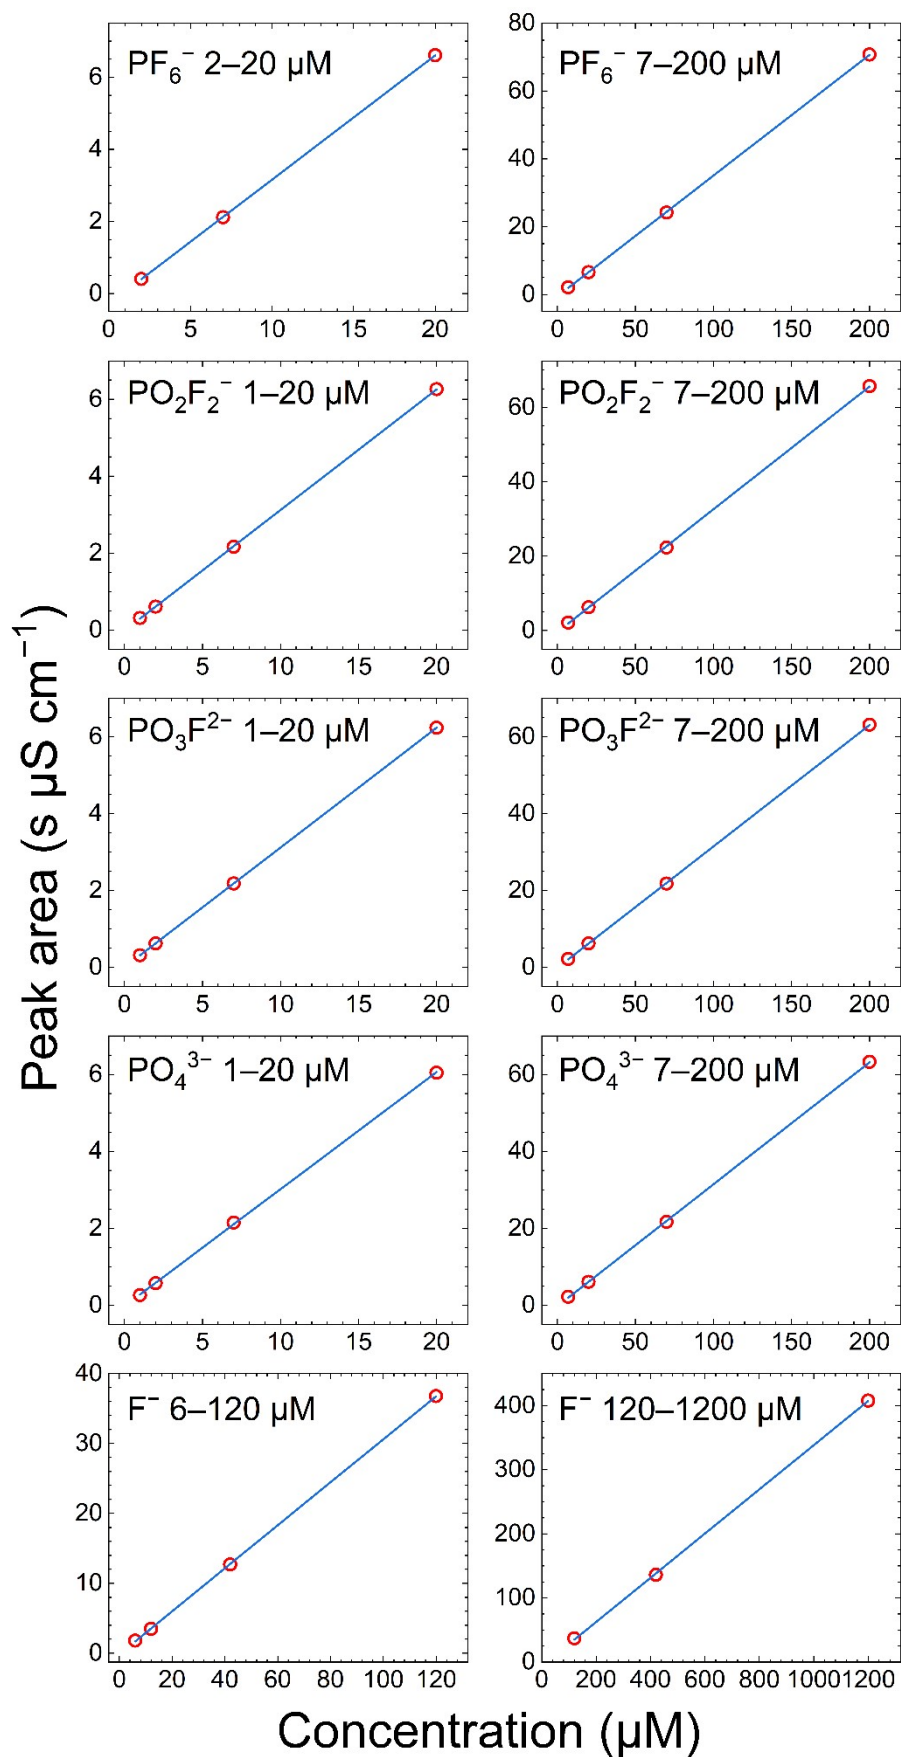 Peak area (s µS cm⁻¹)
PF₆⁻ 2–20 µM
6
4
2
0
0 5 10 15 20
PF₆⁻ 7–200 µM
80
60
40
20
0
0 50 100 150 200
PO₂F₂⁻ 1–20 µM
6
4
2
0
0 5 10 15 20
PO₂F₂⁻ 7–200 µM
60
40
20
0
0 50 100 150 200
PO₃F²⁻ 1–20 µM
6
4
2
0
0 5 10 15 20
PO₃F²⁻ 7–200 µM
60
40
20
0
0 50 100 150 200
PO₄³⁻ 1–20 µM
6
4
2
0
0 5 10 15 20
PO₄³⁻ 7–200 µM
60
40
20
0
0 50 100 150 200
F⁻ 6–120 µM
40
30
20
10
0
0 20 40 60 80 100 120
F⁻ 120–1200 µM
400
300
200
100
0
0 200 400 600 800 1000 1200
Concentration (µM)